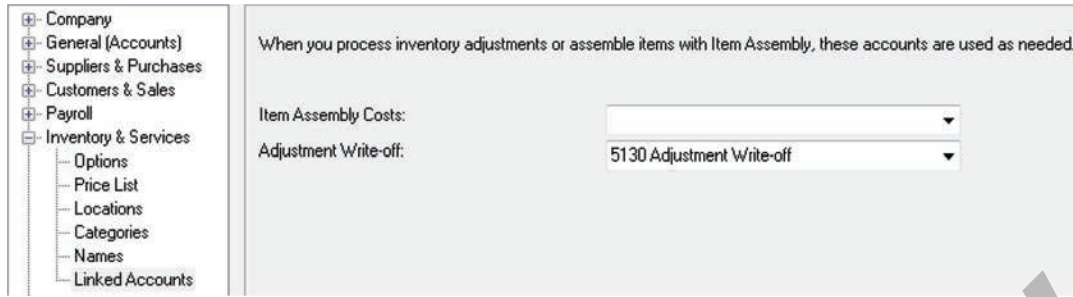 Company
General (Accounts)
Suppliers & Purchases
Customers & Sales
Payroll
Inventory & Services
Options
Price List
Locations
Categories
Names
Linked Accounts
When you process inventory adjustments or assemble items with Item Assembly, these accounts are used as needed.
Item Assembly Costs:
Adjustment Write-off:
5130 Adjustment Write-off